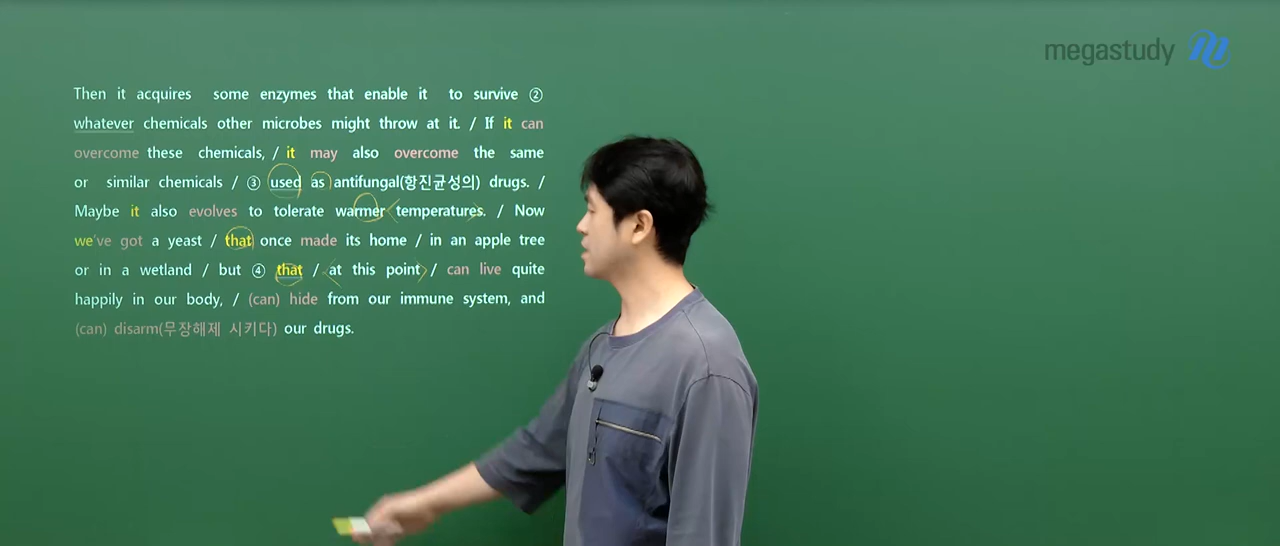 megastudy
Then it acquires some enzymes that enable it to survive ②
whatever chemicals other microbes might throw at it. / If it can
overcome these chemicals, / it may also overcome the same
or similar chemicals / ③ used as antifungal(항진균성의) drugs. /
Maybe it also evolves to tolerate warmer temperatures. / Now
we've got a yeast / that once made its home / in an apple tree
or in a wetland / but ④ that / at this point / can live quite
happily in our body, / (can) hide from our immune system, and
(can) disarm(무장해제 시키다) our drugs.